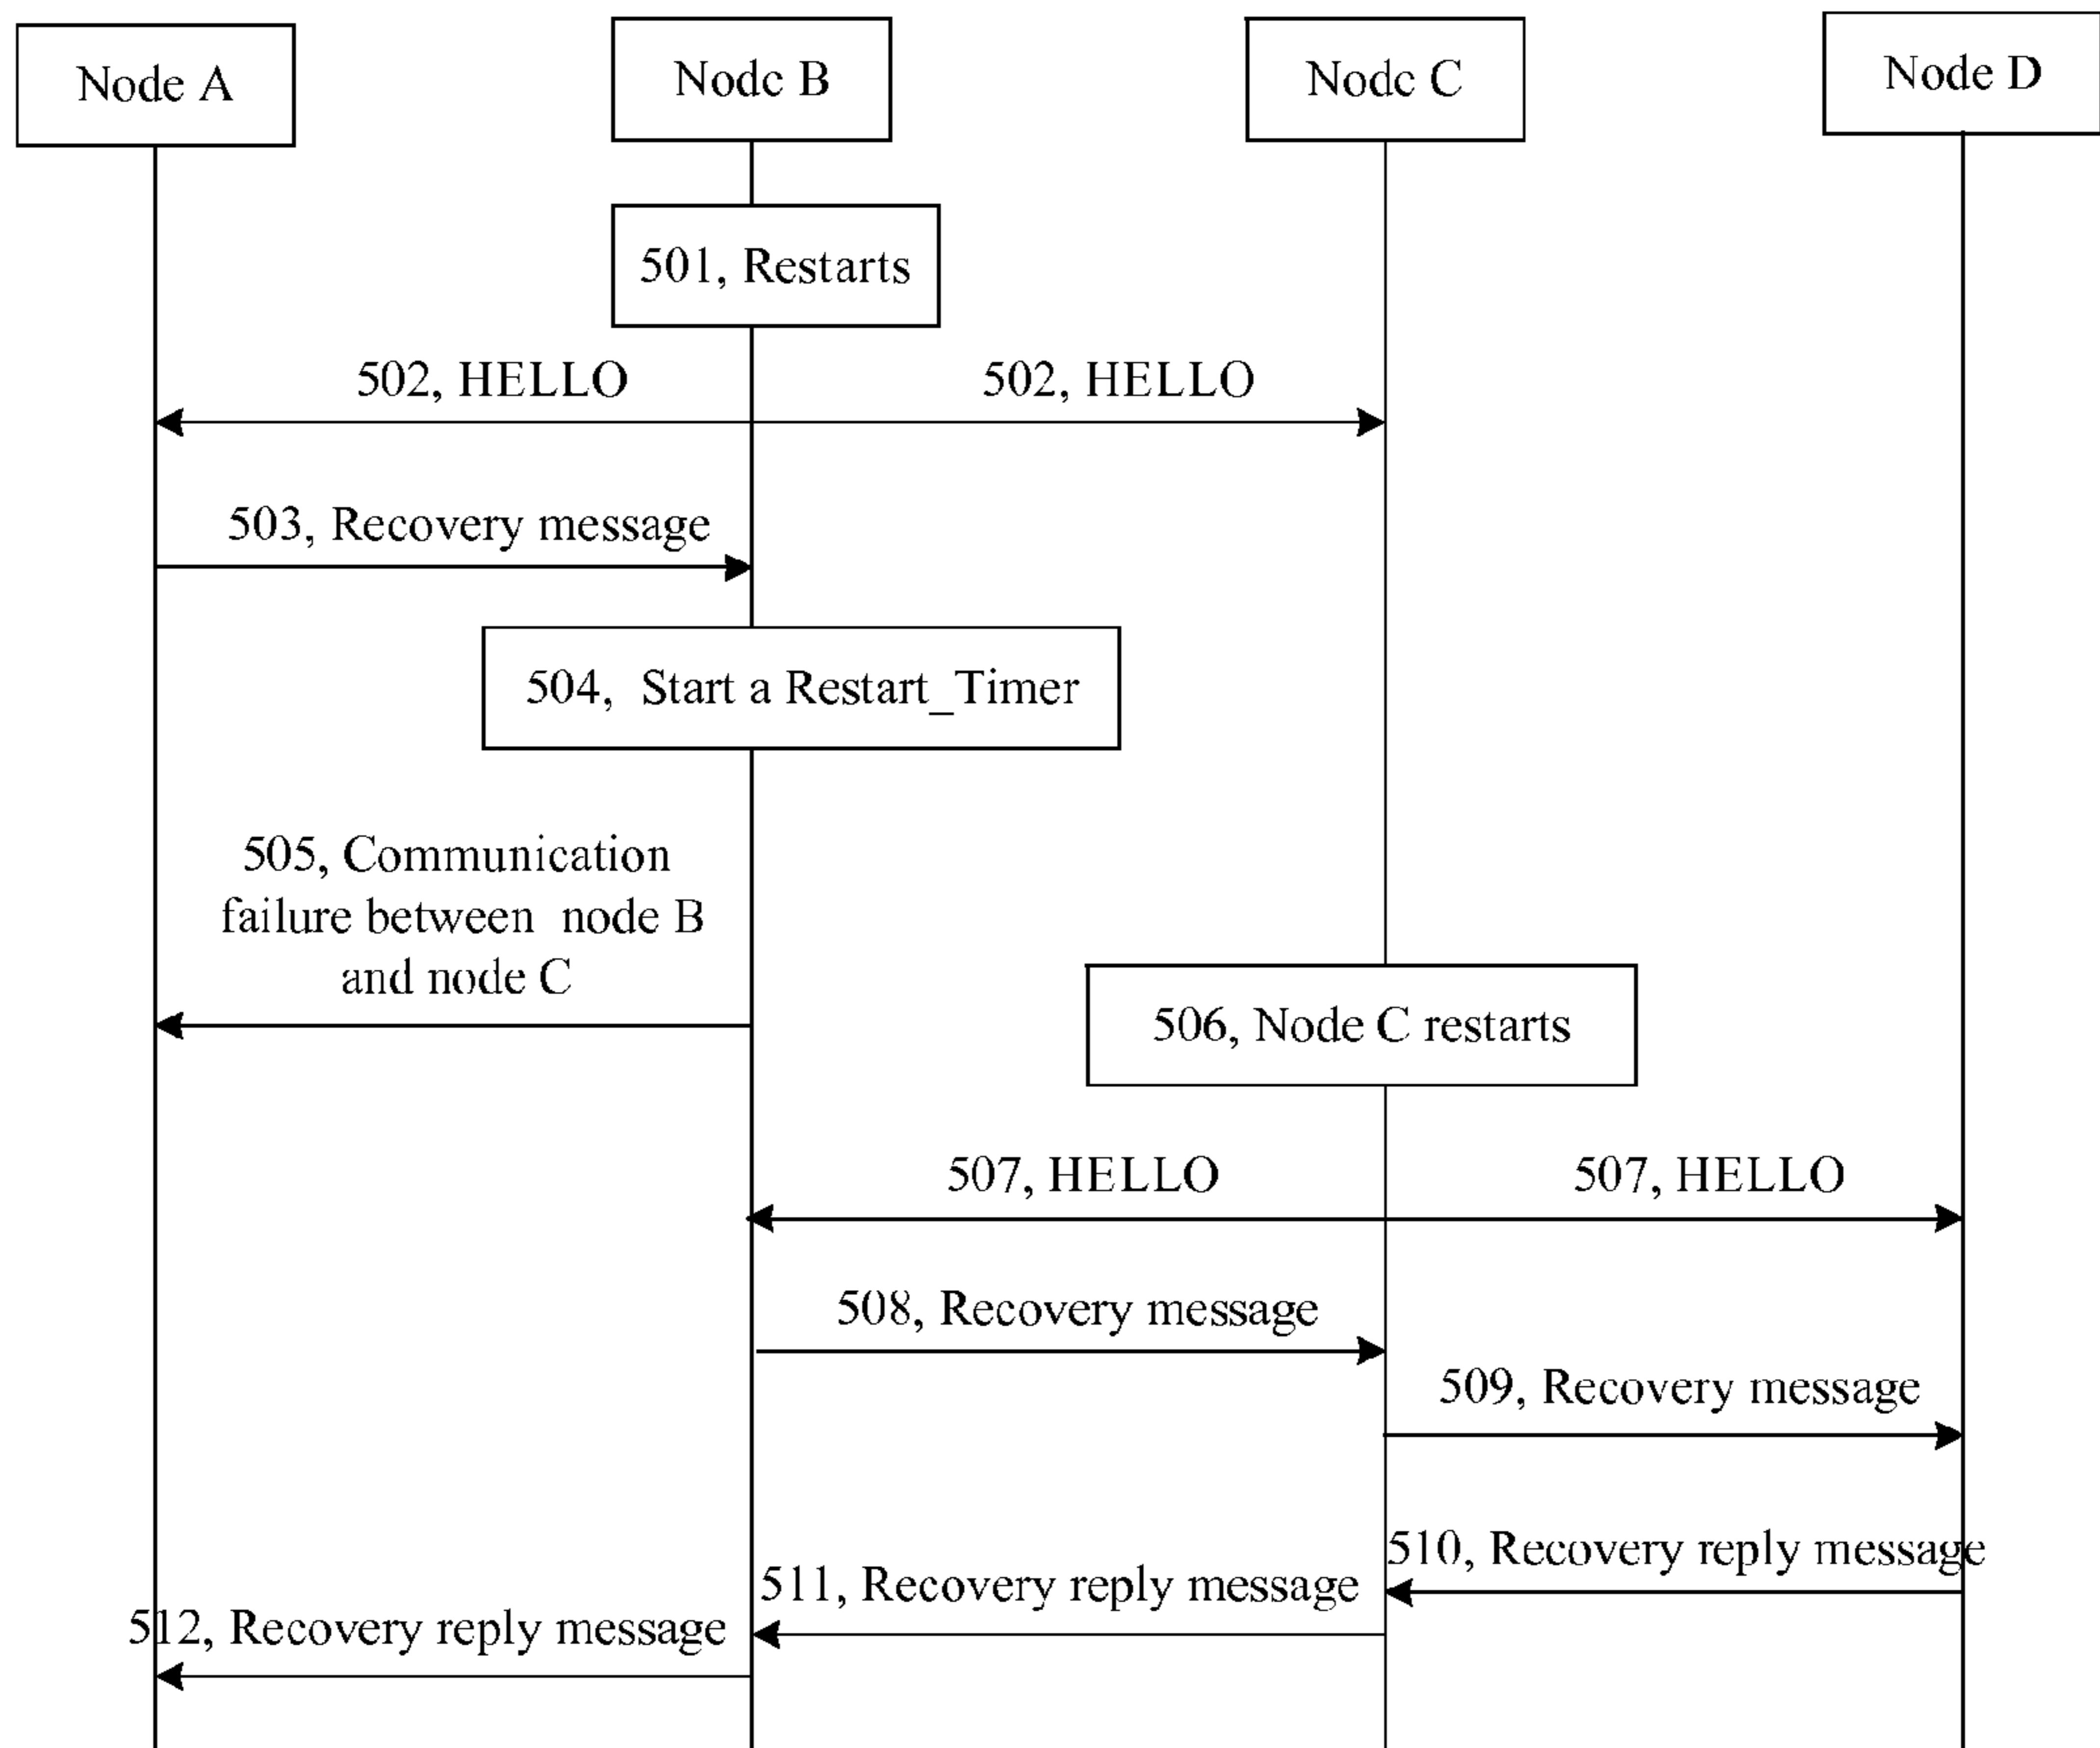 Node A
Node B
Node C
Node D
501, Restarts
502, HELLO
502, HELLO
503, Recovery message
504, Start a Restart_Timer
505, Communication
failure between node B
and node C
506, Node C restarts
507, HELLO
507, HELLO
508, Recovery message
509, Recovery message
510, Recovery reply message
511, Recovery reply message
512, Recovery reply message